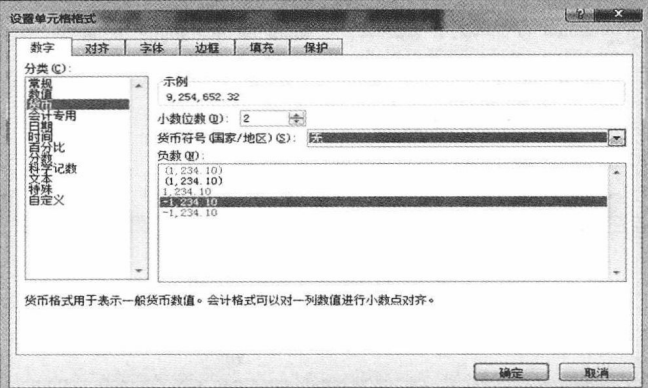 设置单元格格式
数字 对齐 字体 边框 填充 保护
分类(C):
常规
数值
货币
会计专用
日期
时间
百分比
分数
科学记数
文本
特殊
自定义
示例
9,254,652.32
小数位数(D): 2
货币符号(国家/地区)(S): 无
负数(N):
(1,234.10)
(1,234.10)
1,234.10
-1,234.10
-1,234.10
货币格式用于表示一般货币数值。会计格式可以对一列数值进行小数点对齐。
确定 取消